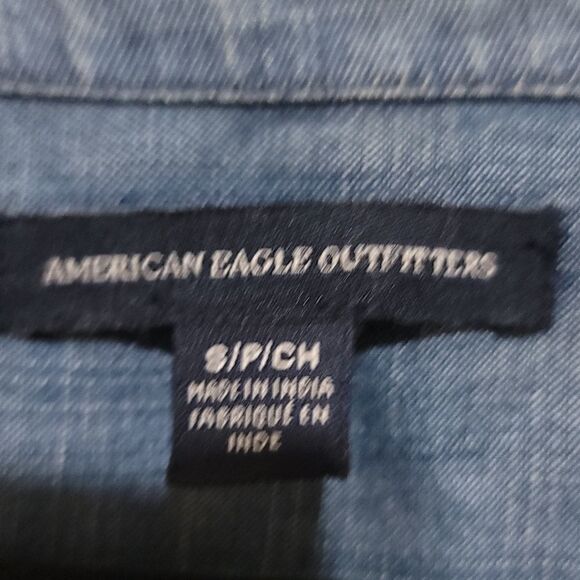 AMERICAN EAGLE OUTFITTERS
S/P/CH
MADE IN INDIA
FABRIQUÉ EN
INDE